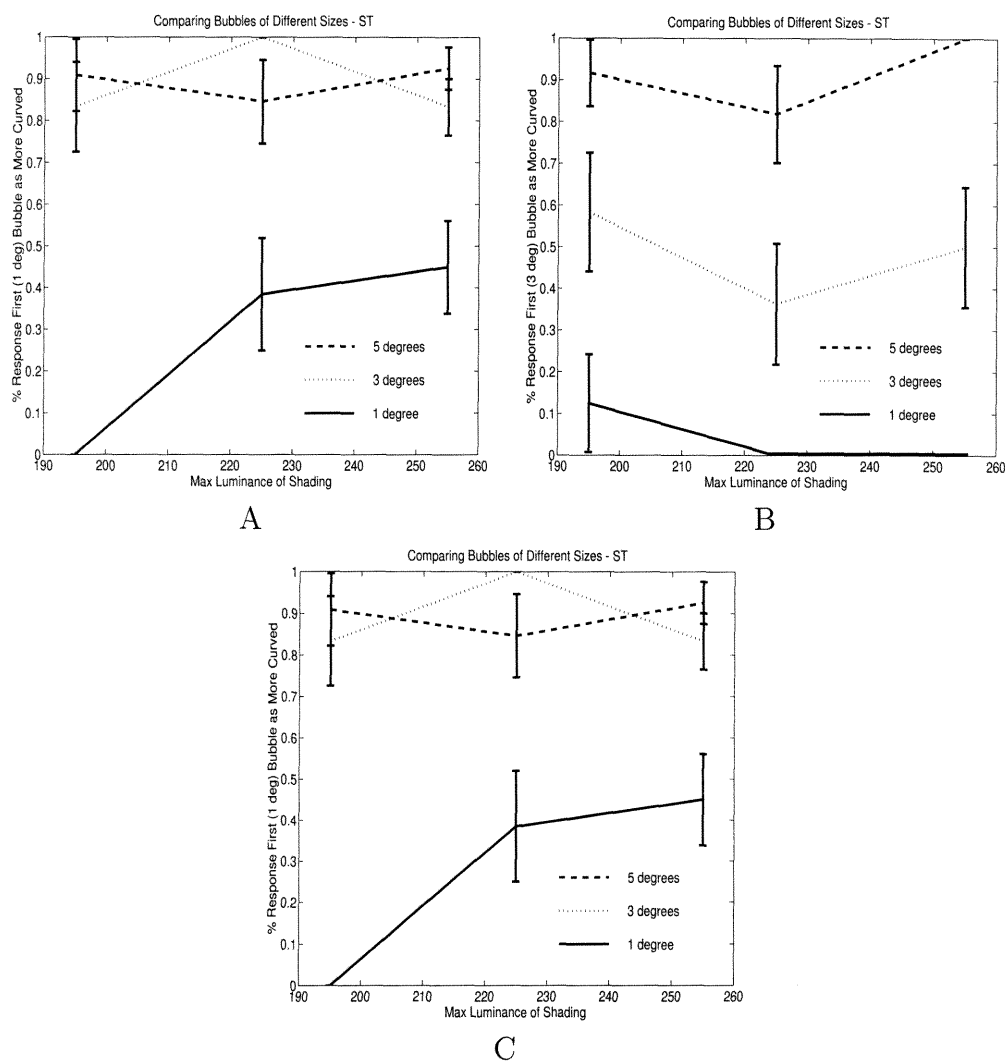 Comparing Bubbles of Different Sizes - ST
% Response First (1 deg) Bubble as More Curved
1
0.9
0.8
0.7
0.6
0.5
0.4
0.3
0.2
0.1
0
5 degrees
3 degrees
1 degree
190 200 210 220 230 240 250 260
Max Luminance of Shading
A
Comparing Bubbles of Different Sizes - ST
% Response First (3 deg) Bubble as More Curved
1
0.9
0.8
0.7
0.6
0.5
0.4
0.3
0.2
0.1
0
5 degrees
3 degrees
1 degree
190 200 210 220 230 240 250 260
Max Luminance of Shading
B
Comparing Bubbles of Different Sizes - ST
% Response First (1 deg) Bubble as More Curved
1
0.9
0.8
0.7
0.6
0.5
0.4
0.3
0.2
0.1
0
5 degrees
3 degrees
1 degree
190 200 210 220 230 240 250 260
Max Luminance of Shading
C